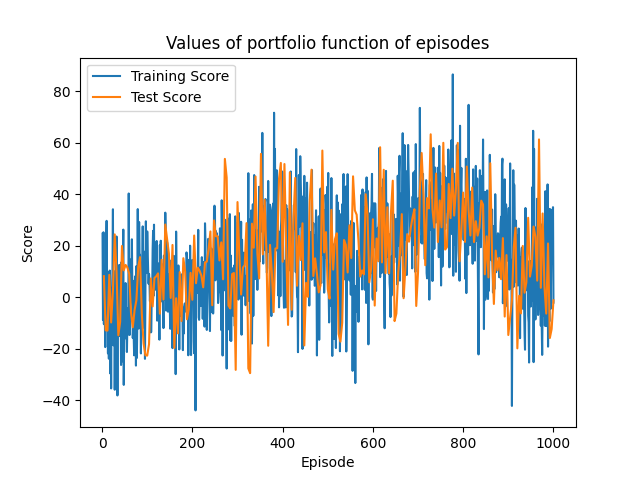 Values of portfolio function of episodes
Training Score
Test Score
80
60
40
20
0
−20
−40
Score
0
200
400
600
800
1000
Episode